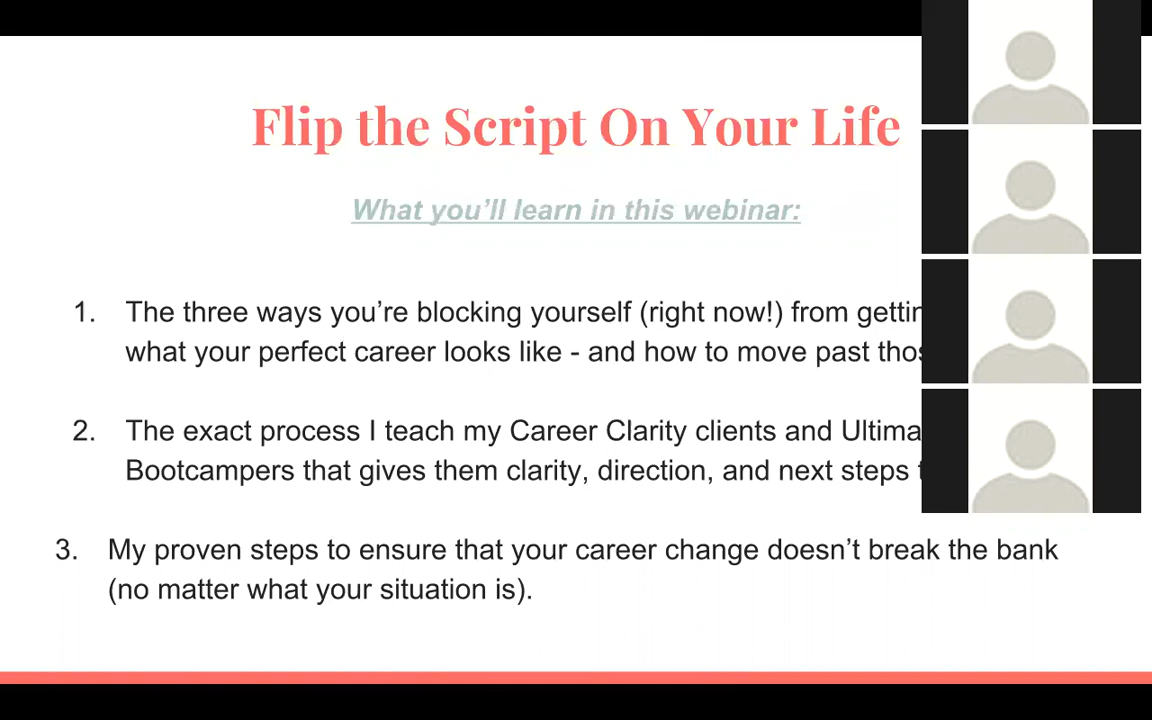 Flip the Script On Your Life
What you’ll learn in this webinar:
1. The three ways you’re blocking yourself (right now!) from
what your perfect career looks like - and how to move past
2. The exact process I teach my Career Clarity clients and
Bootcampers that gives them clarity, direction, and next steps
3. My proven steps to ensure that your career change doesn’t break the bank
(no matter what your situation is).